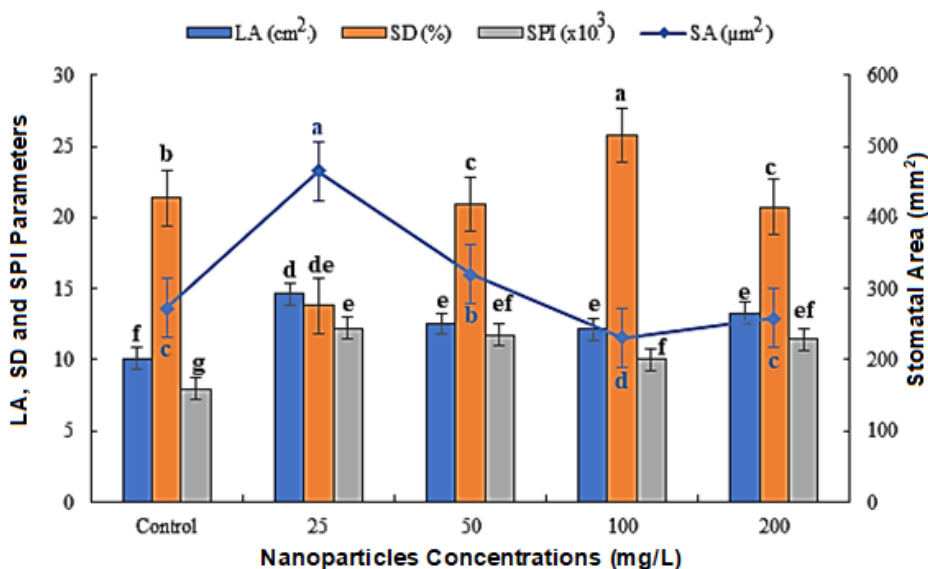 LA (cm²) SD (%) SPI (x10³) SA (µm²)
LA, SD and SPI Parameters
Stomatal Area (mm²)
30 600
25 500
20 400
15 300
10 200
5 100
0 0
a
b a c c
d de
e e ef e ef
f g c b f d c
Control 25 50 100 200
Nanoparticles Concentrations (mg/L)